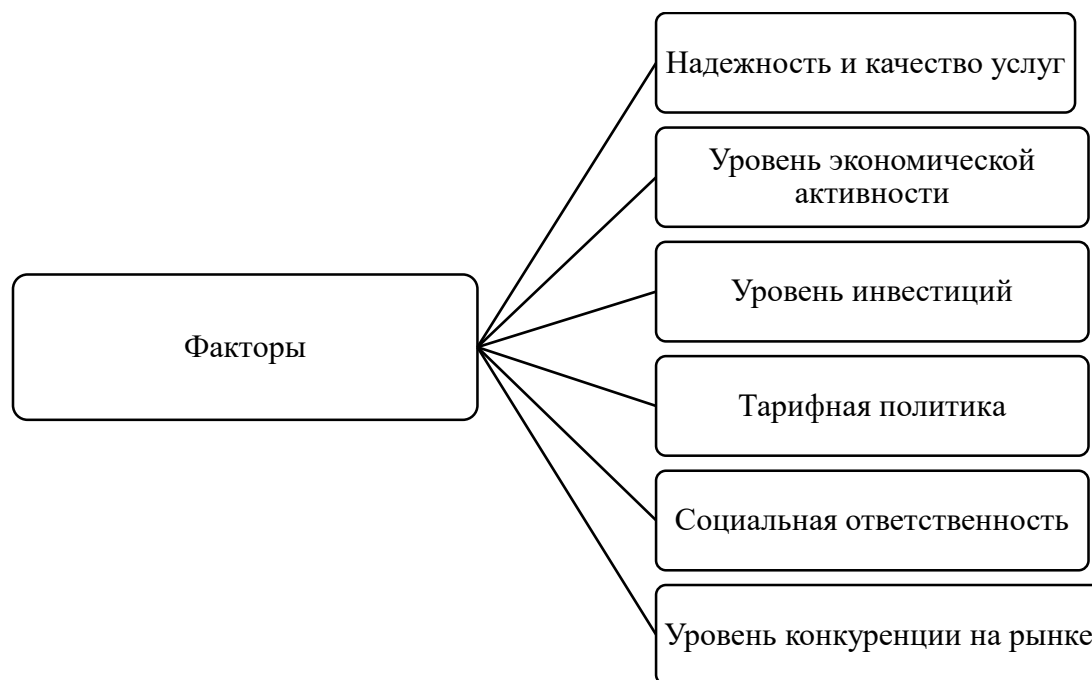 Надежность и качество услуг
Уровень экономической
активности
Уровень инвестиций
Факторы
Тарифная политика
Социальная ответственность
Уровень конкуренции на рынке